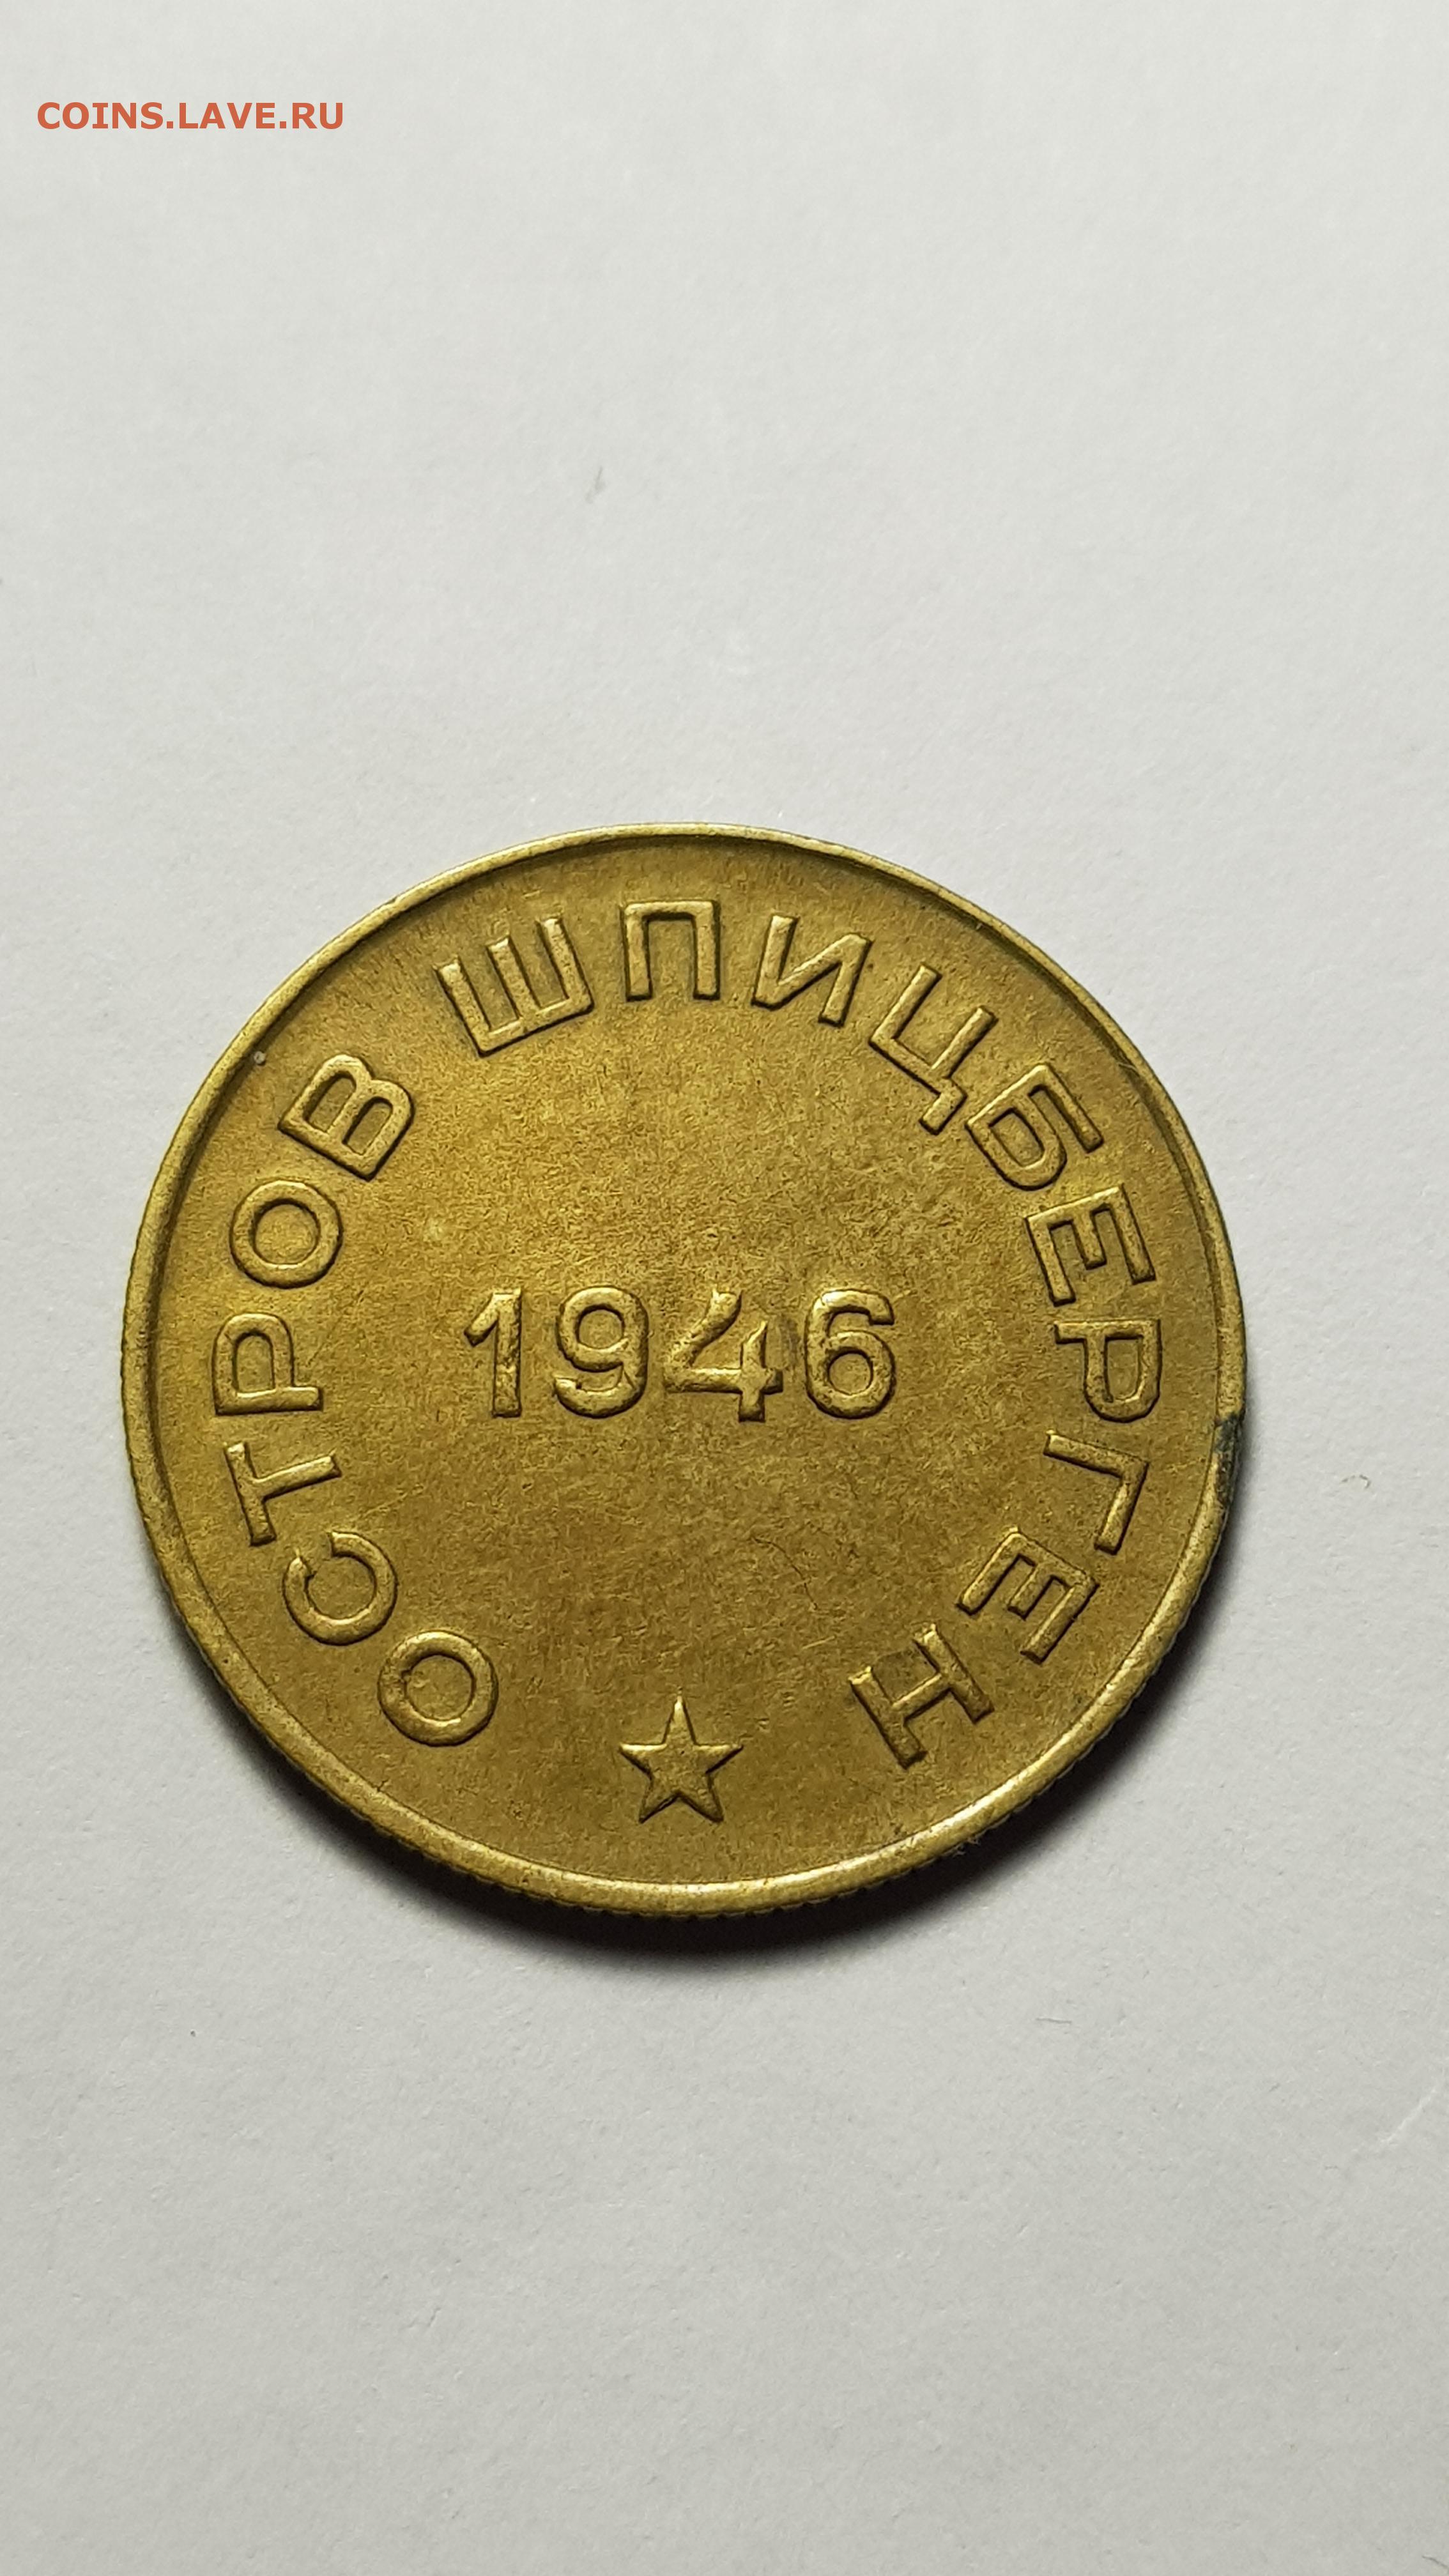 COINS.LAVE.RU
ОСТРОВ ШПИЦБЕРГЕН
1946